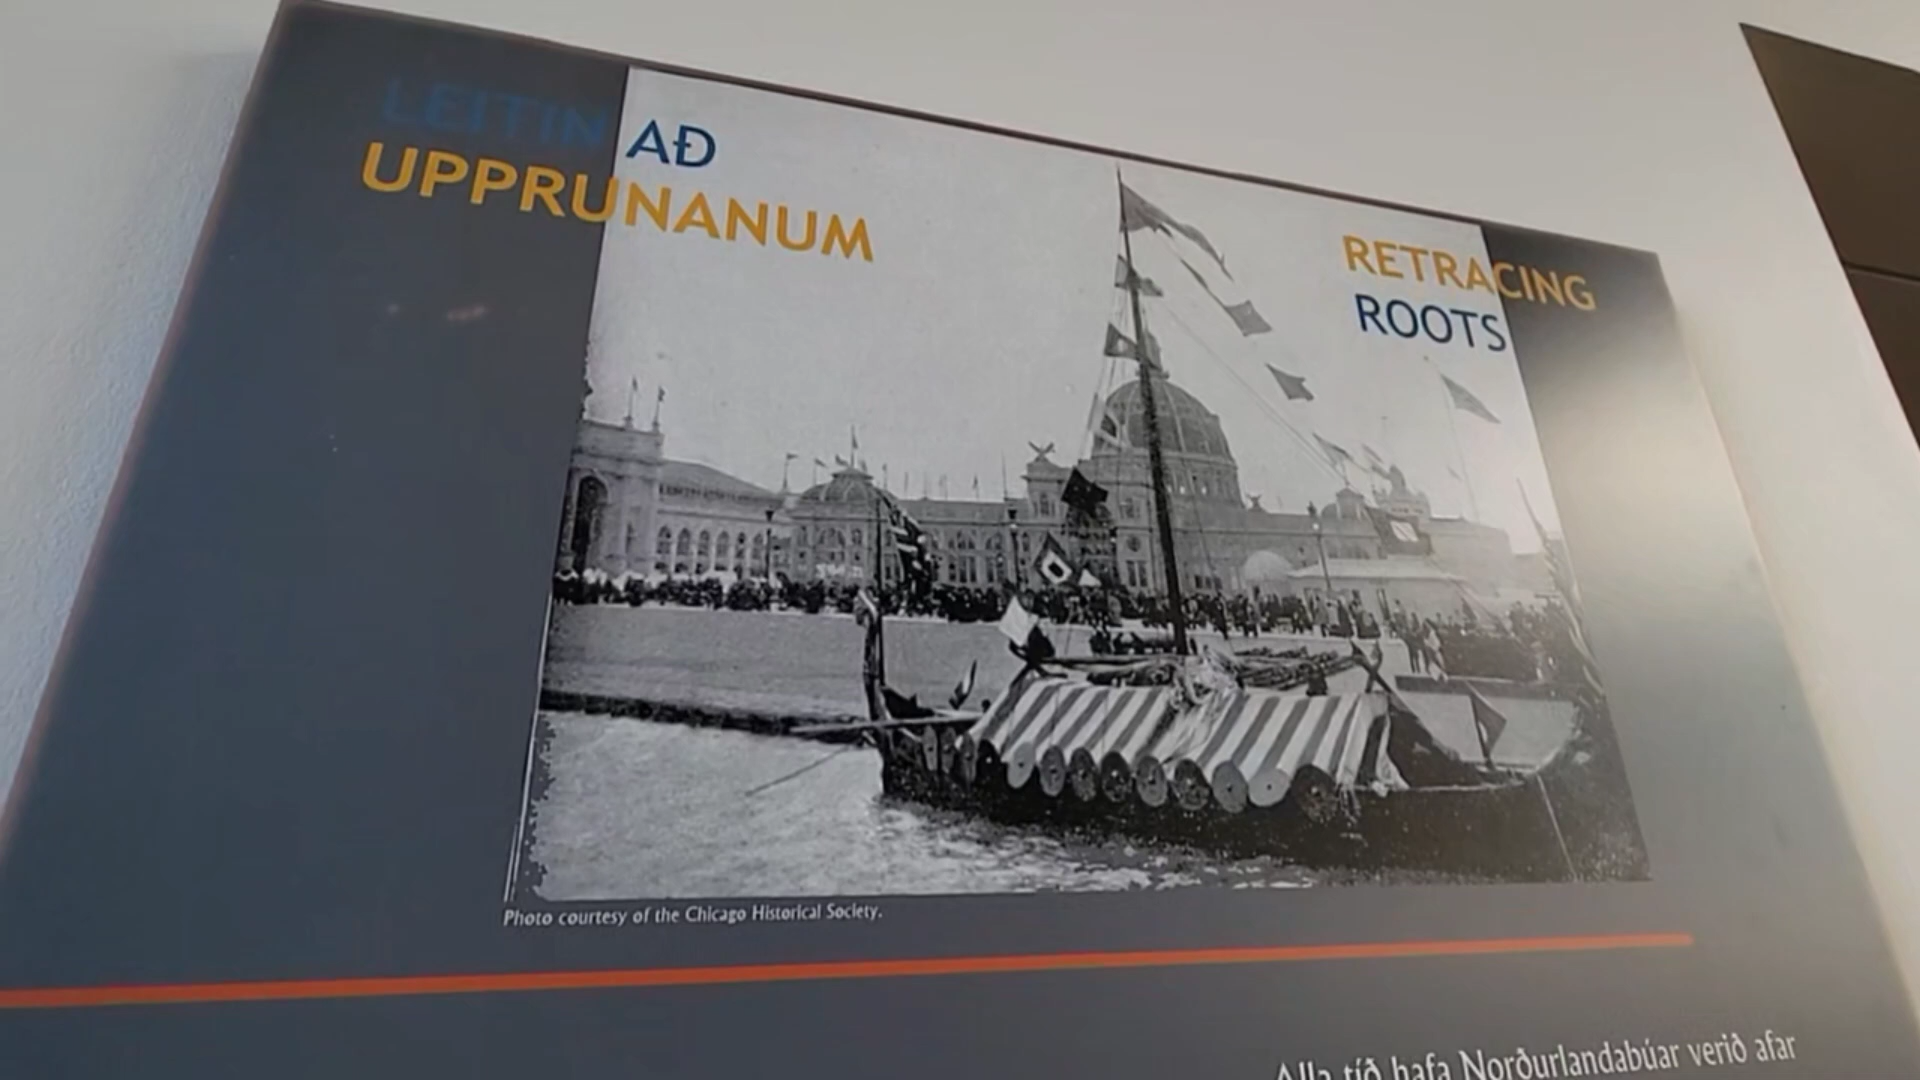 LEITIN AÐ
UPPRUNANUM
RETRACING
ROOTS
Photo courtesy of the Chicago Historical Society.
Alla tíð hafa Norðurlandabúar verið afar